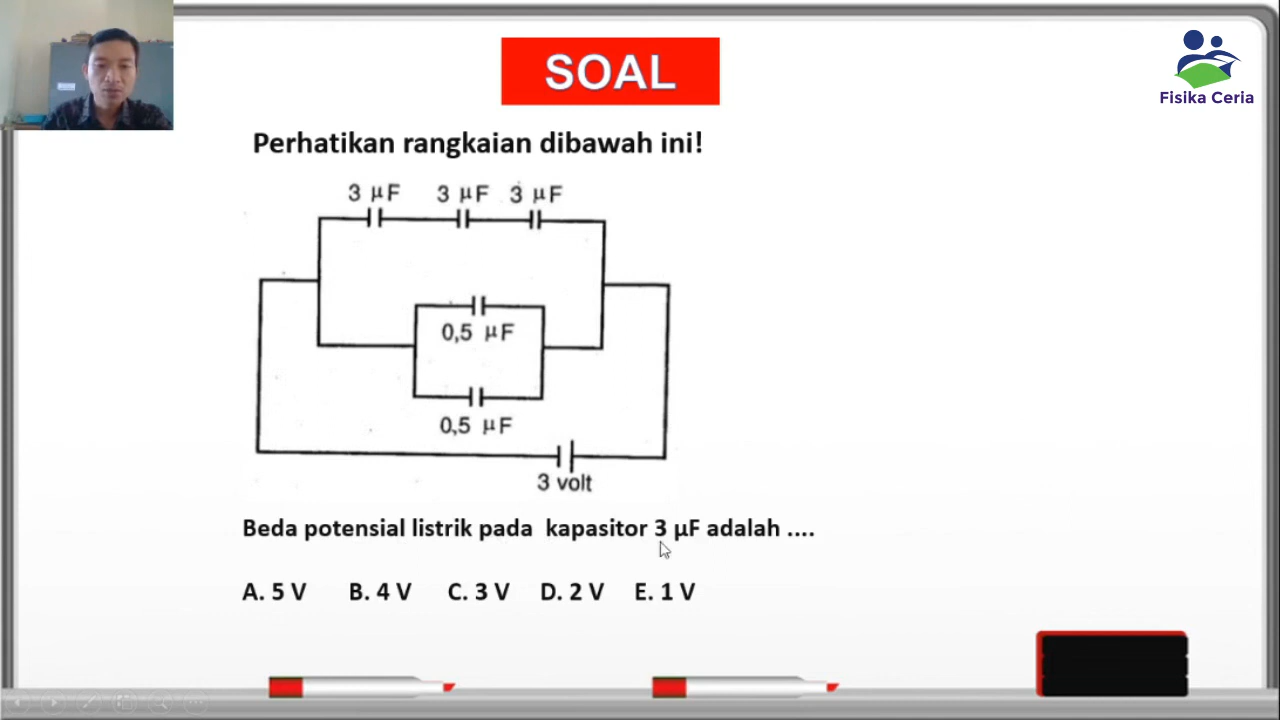 SOAL
Fisika Ceria
Perhatikan rangkaian dibawah ini!
3 μF 3 μF 3 μF
0,5 μF
0,5 μF
3 volt
Beda potensial listrik pada kapasitor 3 μF adalah ....
A. 5 V B. 4 V C. 3 V D. 2 V E. 1 V